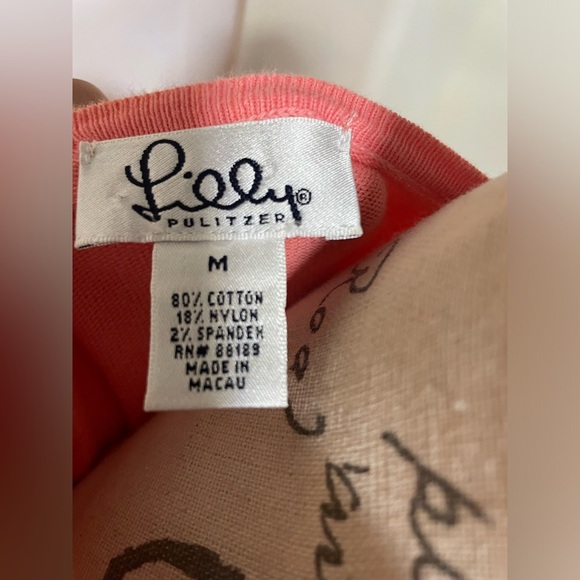 Lilly®
PULITZER
M
80% COTTON
18% NYLON
2% SPANDEX
RN# 88189
MADE IN
MACAU